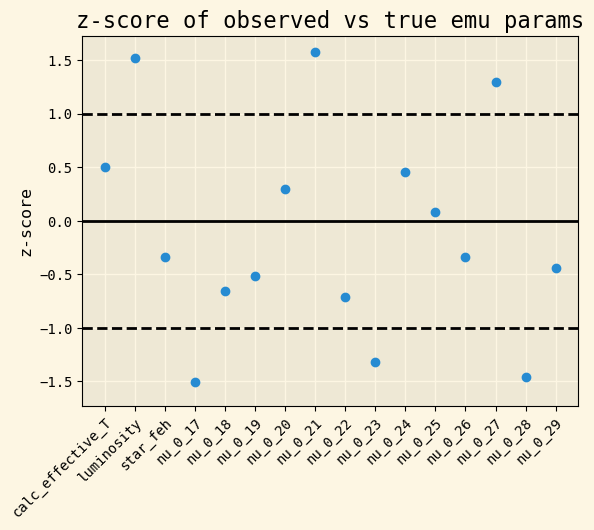 z-score of observed vs true emu params
z-score
1.5
1.0
0.5
0.0
−0.5
−1.0
−1.5
calc_effective_T
luminosity
star_feh
nu_0_17
nu_0_18
nu_0_19
nu_0_20
nu_0_21
nu_0_22
nu_0_23
nu_0_24
nu_0_25
nu_0_26
nu_0_27
nu_0_28
nu_0_29